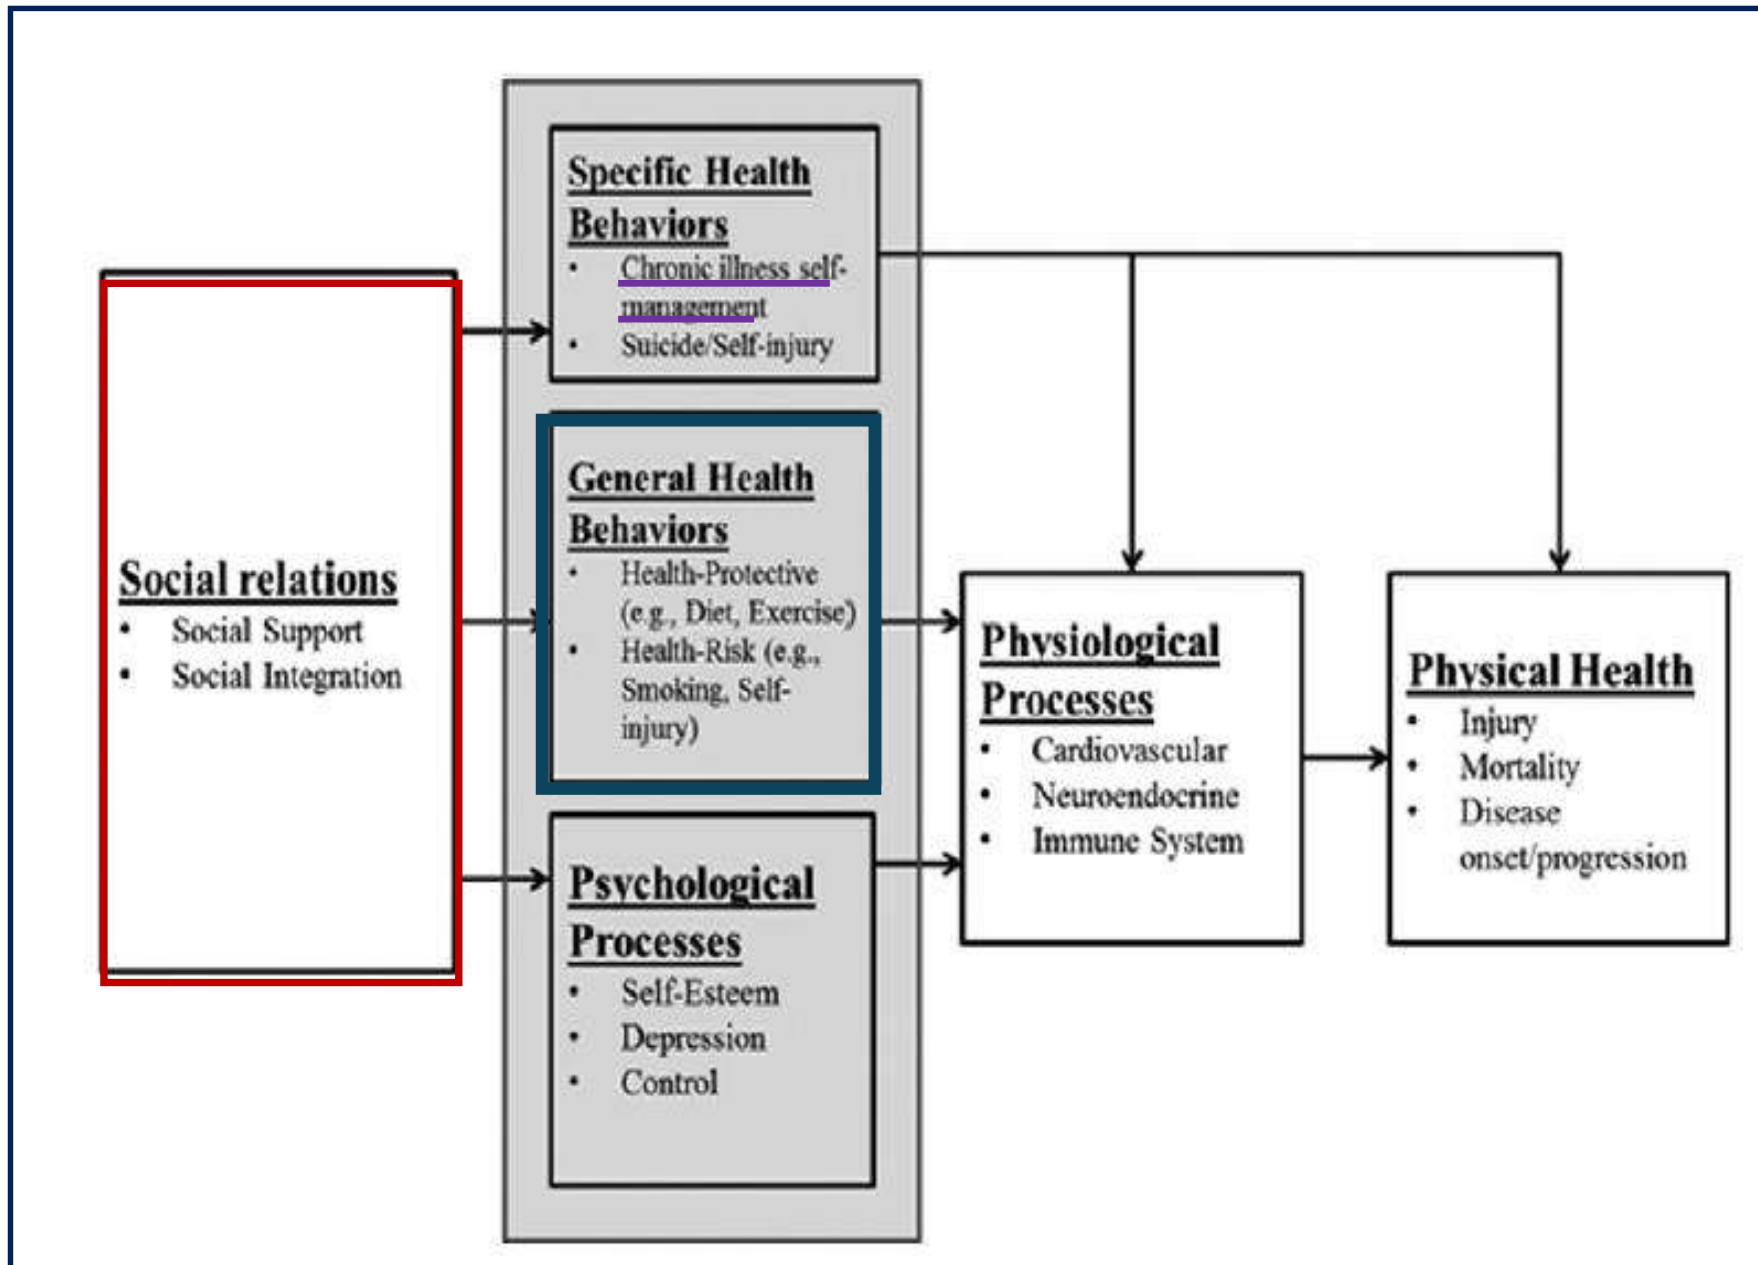 Social relations
• Social Support
• Social Integration
Specific Health
Behaviors
• Chronic illness self-
management
• Suicide/Self-injury
General Health
Behaviors
• Health-Protective
(e.g., Diet, Exercise)
• Health-Risk (e.g.,
Smoking, Self-
injury)
Psychological
Processes
• Self-Esteem
• Depression
• Control
Physiological
Processes
• Cardiovascular
• Neuroendocrine
• Immune System
Physical Health
• Injury
• Mortality
• Disease
onset/progression